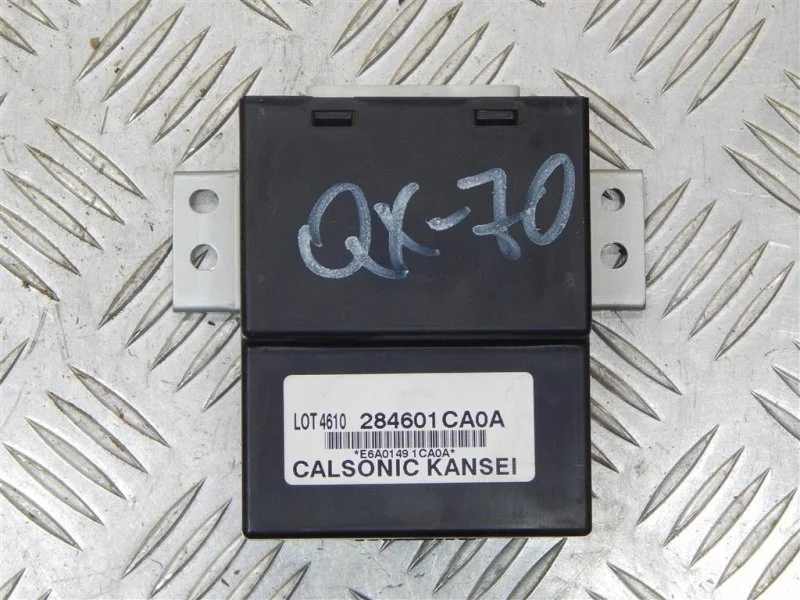 QX-70
LOT 4610 284601CA0A
*E6A0149 1CA0A*
CALSONIC KANSEI